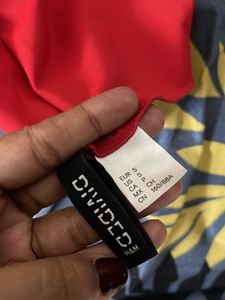 EUR S
US S
CA P
MX CH
CN 160/88A
DIVIDED
H&M